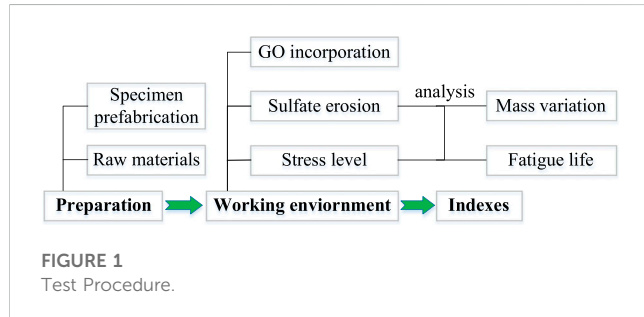 GO incorporation
Specimen
prefabrication
Sulfate erosion
analysis
Mass variation
Raw materials
Stress level
Fatigue life
Preparation
Working enviornment
Indexes
FIGURE 1
Test Procedure.